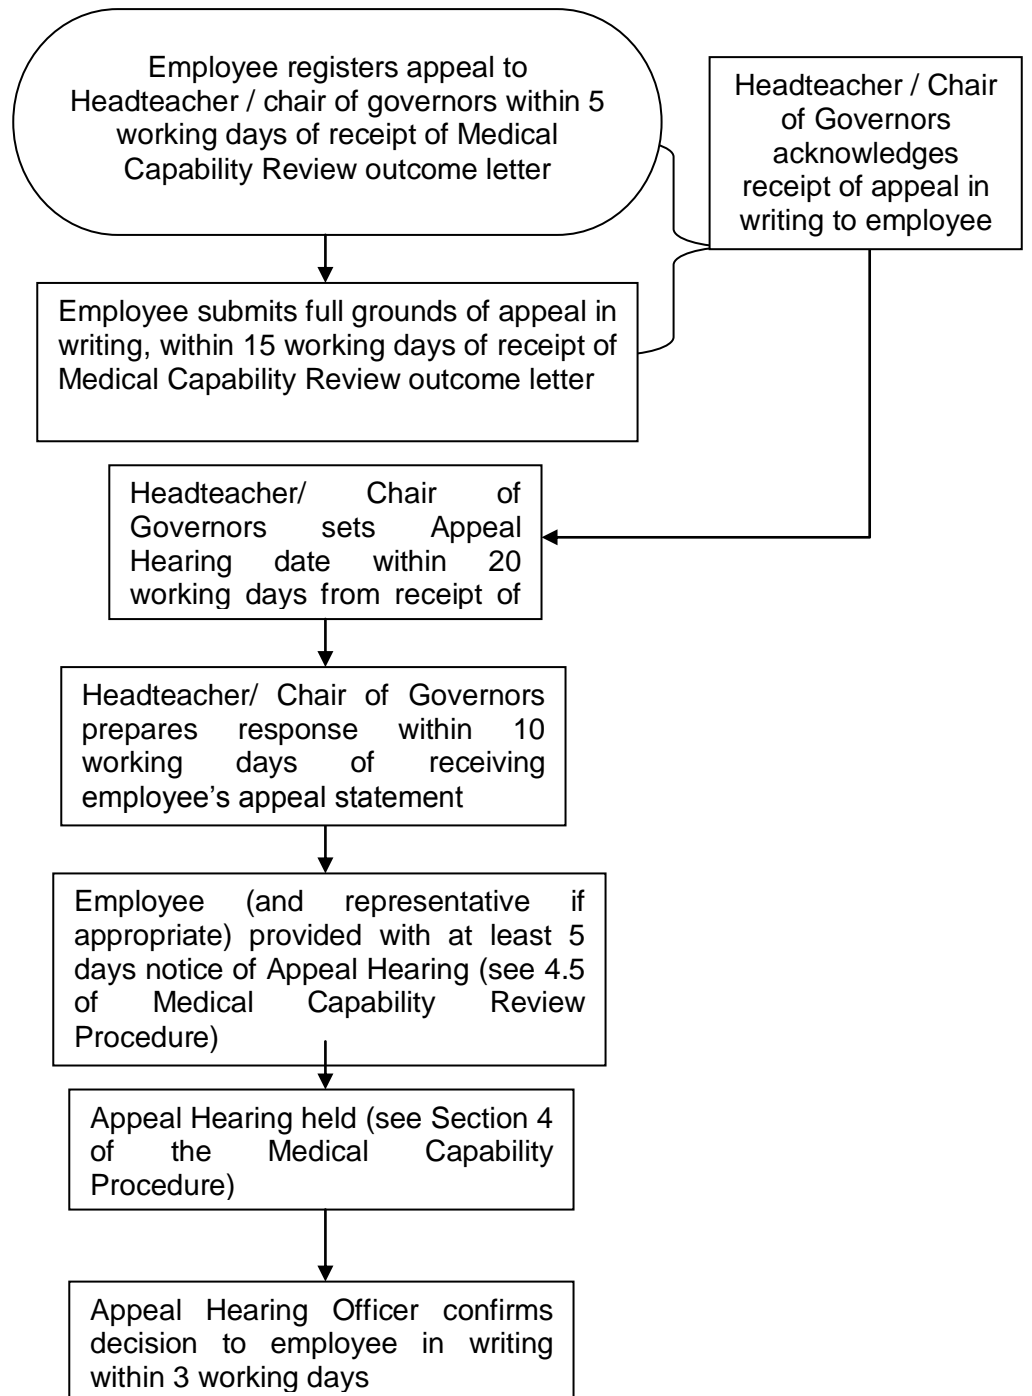 Employee registers appeal to
Headteacher / chair of governors within 5
working days of receipt of Medical
Capability Review outcome letter
Headteacher / Chair
of Governors
acknowledges
receipt of appeal in
writing to employee
Employee submits full grounds of appeal in
writing, within 15 working days of receipt of
Medical Capability Review outcome letter
Headteacher/ Chair of
Governors sets Appeal
Hearing date within 20
working days from receipt of
Headteacher/ Chair of Governors
prepares response within 10
working days of receiving
employee’s appeal statement
Employee (and representative if
appropriate) provided with at least 5
days notice of Appeal Hearing (see 4.5
of Medical Capability Review
Procedure)
Appeal Hearing held (see Section 4
of the Medical Capability
Procedure)
Appeal Hearing Officer confirms
decision to employee in writing
within 3 working days